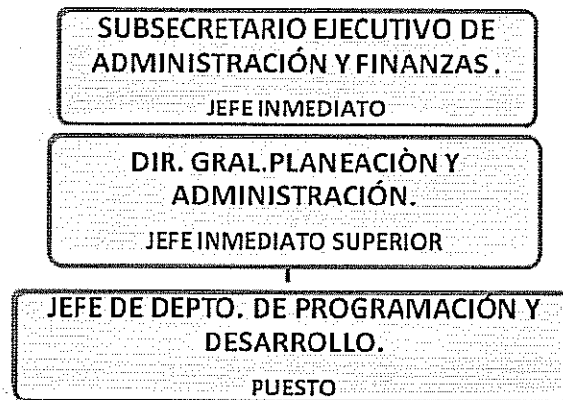 SUBSECRETARIO EJECUTIVO DE
ADMINISTRACIÓN Y FINANZAS .
JEFE INMEDIATO
DIR. GRAL.PLANEACIÒN Y
ADMINISTRACIÓN.
JEFE INMEDIATO SUPERIOR
JEFE DE DEPTO. DE PROGRAMACIÓN Y
DESARROLLO.
PUESTO